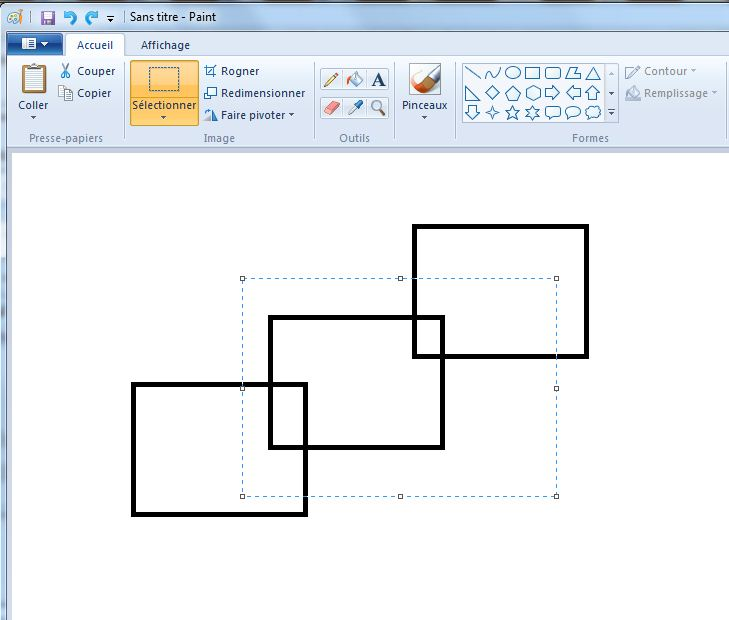 Sans titre - Paint
Accueil Affichage
Coller
Couper
Copier
Presse-papiers
Sélectionner
Rogner
Redimensionner
Faire pivoter
Image
A
Outils
Pinceaux
Formes
Contour
Remplissage